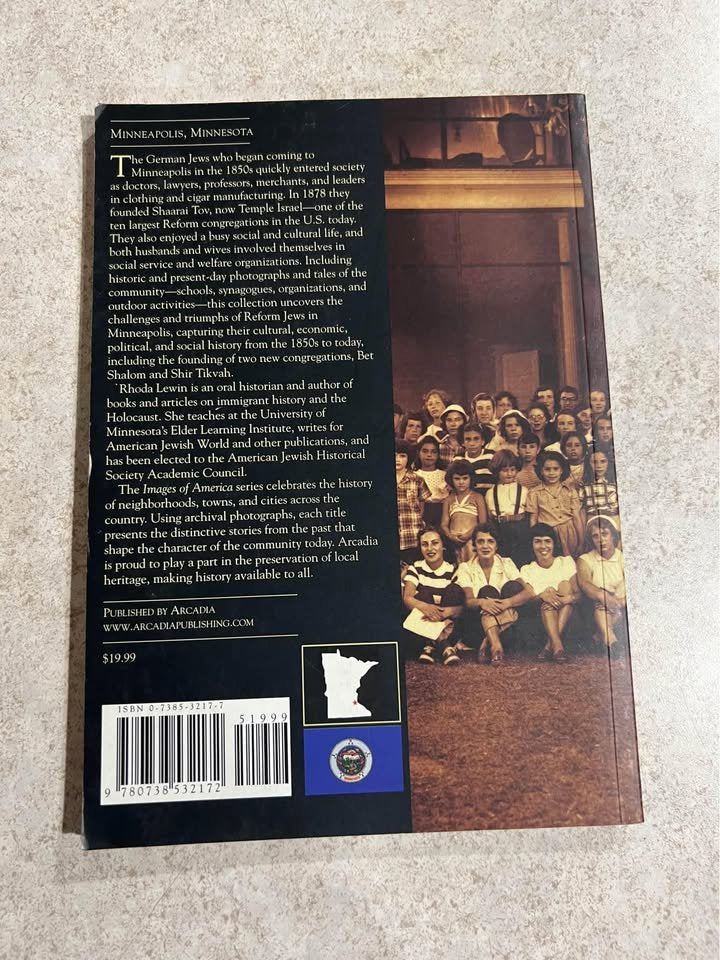 MINNEAPOLIS, MINNESOTA
The German Jews who began coming to
Minneapolis in the 1850s quickly entered society
as doctors, lawyers, professors, merchants, and leaders
in clothing and cigar manufacturing. In 1878 they
founded Shaarai Tov, now Temple Israel—one of the
ten largest Reform congregations in the U.S. today.
They also enjoyed a busy social and cultural life, and
both husbands and wives involved themselves in
social service and welfare organizations. Including
historic and present-day photographs and tales of the
community—schools, synagogues, organizations, and
outdoor activities—this collection uncovers the
challenges and triumphs of Reform Jews in
Minneapolis, capturing their cultural, economic,
political, and social history from the 1850s to today,
including the founding of two new congregations, Bet
Shalom and Shir Tikvah.
Rhoda Lewin is an oral historian and author of
books and articles on immigrant history and the
Holocaust. She teaches at the University of
Minnesota's Elder Learning Institute, writes for
American Jewish World and other publications, and
has been elected to the American Jewish Historical
Society Academic Council.
The Images of America series celebrates the history
of neighborhoods, towns, and cities across the
country. Using archival photographs, each title
presents the distinctive stories from the past that
shape the character of the community today. Arcadia
is proud to play a part in the preservation of local
heritage, making history available to all.
PUBLISHED BY ARCADIA
WWW.ARCADIAPUBLISHING.COM
$19.99
ISBN 0-7385-3217-7
51999
9 780738 532172